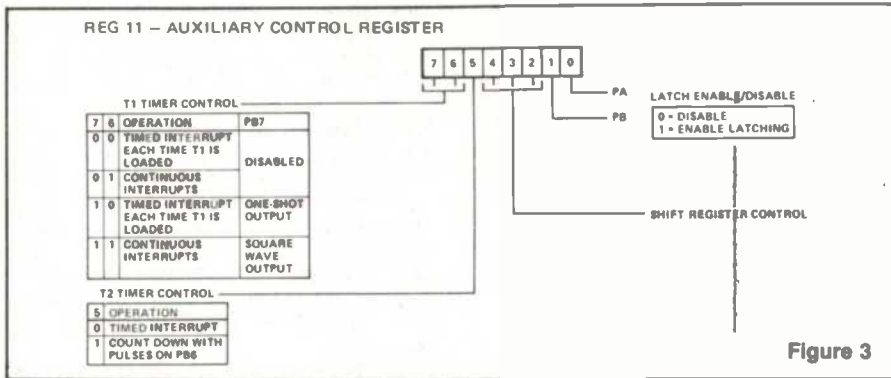 REG 11 – AUXILIARY CONTROL REGISTER
7 6 5 4 3 2 1 0
PA
PB
LATCH ENABLE/DISABLE
0 = DISABLE
1 = ENABLE LATCHING
SHIFT REGISTER CONTROL
T1 TIMER CONTROL
7 6 OPERATION PB7
0 0 TIMED INTERRUPT
EACH TIME T1 IS
LOADED
DISABLED
0 1 CONTINUOUS
INTERRUPTS
1 0 TIMED INTERRUPT ONE-SHOT
EACH TIME T1 IS OUTPUT
LOADED
1 1 CONTINUOUS SQUARE
INTERRUPTS WAVE
OUTPUT
T2 TIMER CONTROL
5 OPERATION
0 TIMED INTERRUPT
1 COUNT DOWN WITH
PULSES ON PB6
Figure 3